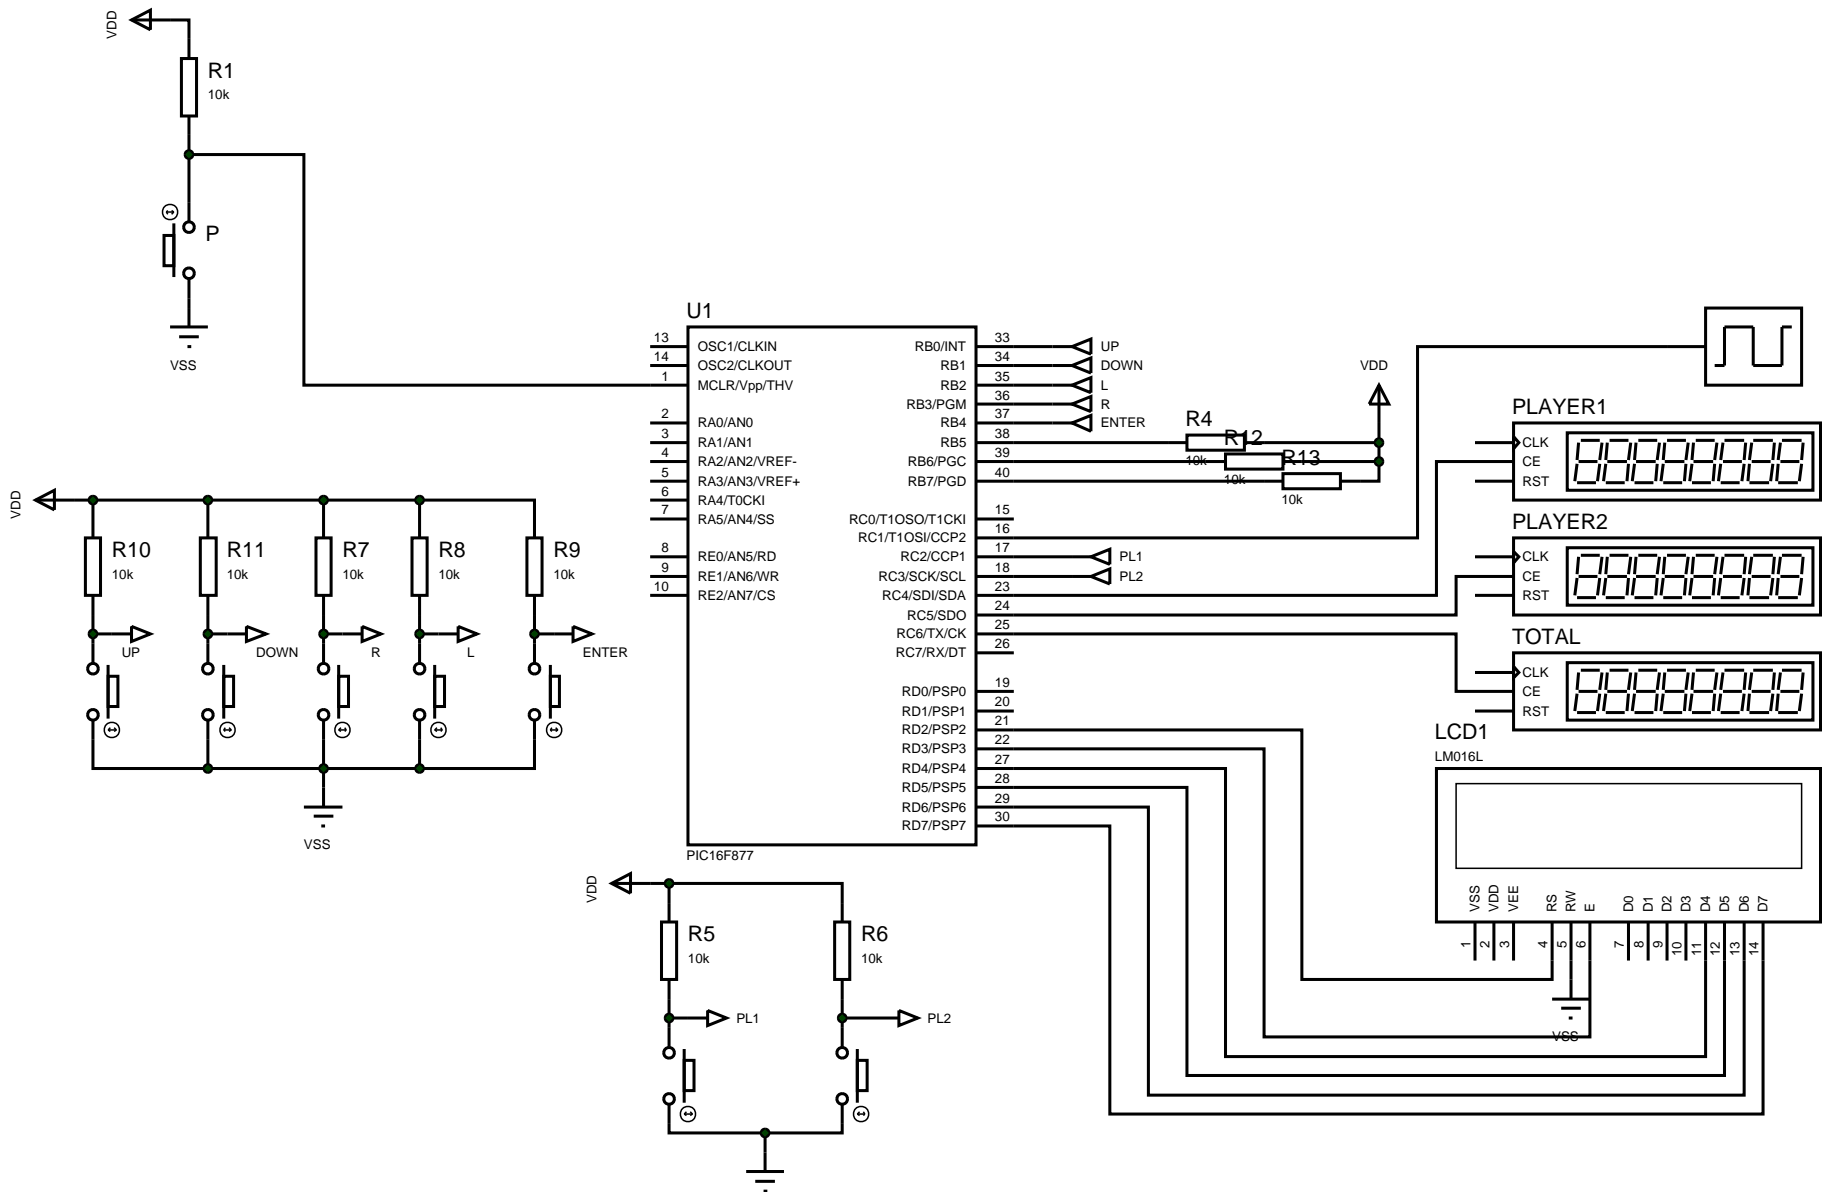 VDD
R1
10k
P
VSS
VDD
R10
10k
R11
10k
R7
10k
R8
10k
R9
10k
UP
DOWN
R
L
ENTER
VSS
U1
13
OSC1/CLKIN
14
OSC2/CLKOUT
1
MCLR/Vpp/THV
2
RA0/AN0
3
RA1/AN1
4
RA2/AN2/VREF-
5
RA3/AN3/VREF+
6
RA4/T0CKI
7
RA5/AN4/SS
8
RE0/AN5/RD
9
RE1/AN6/WR
10
RE2/AN7/CS
RB0/INT
33
UP
RB1
34
DOWN
RB2
35
L
RB3/PGM
36
R
RB4
37
ENTER
RB5
38
RB6/PGC
39
RB7/PGD
40
RC0/T1OSO/T1CKI
15
RC1/T1OSI/CCP2
16
RC2/CCP1
17
PL1
RC3/SCK/SCL
18
PL2
RC4/SDI/SDA
23
RC5/SDO
24
RC6/TX/CK
25
RC7/RX/DT
26
RD0/PSP0
19
RD1/PSP1
20
RD2/PSP2
21
RD3/PSP3
22
RD4/PSP4
27
RD5/PSP5
28
RD6/PSP6
29
RD7/PSP7
30
PIC16F877
VDD
R4
10k
R12
10k
R13
10k
PLAYER1
CLK
CE
RST
PLAYER2
CLK
CE
RST
TOTAL
CLK
CE
RST
LCD1
LM016L
VSS
VDD
VEE
RS
RW
E
D0
D1
D2
D3
D4
D5
D6
D7
1
2
3
4
5
6
7
8
9
10
11
12
13
14
VSS
VDD
R5
10k
R6
10k
PL1
PL2